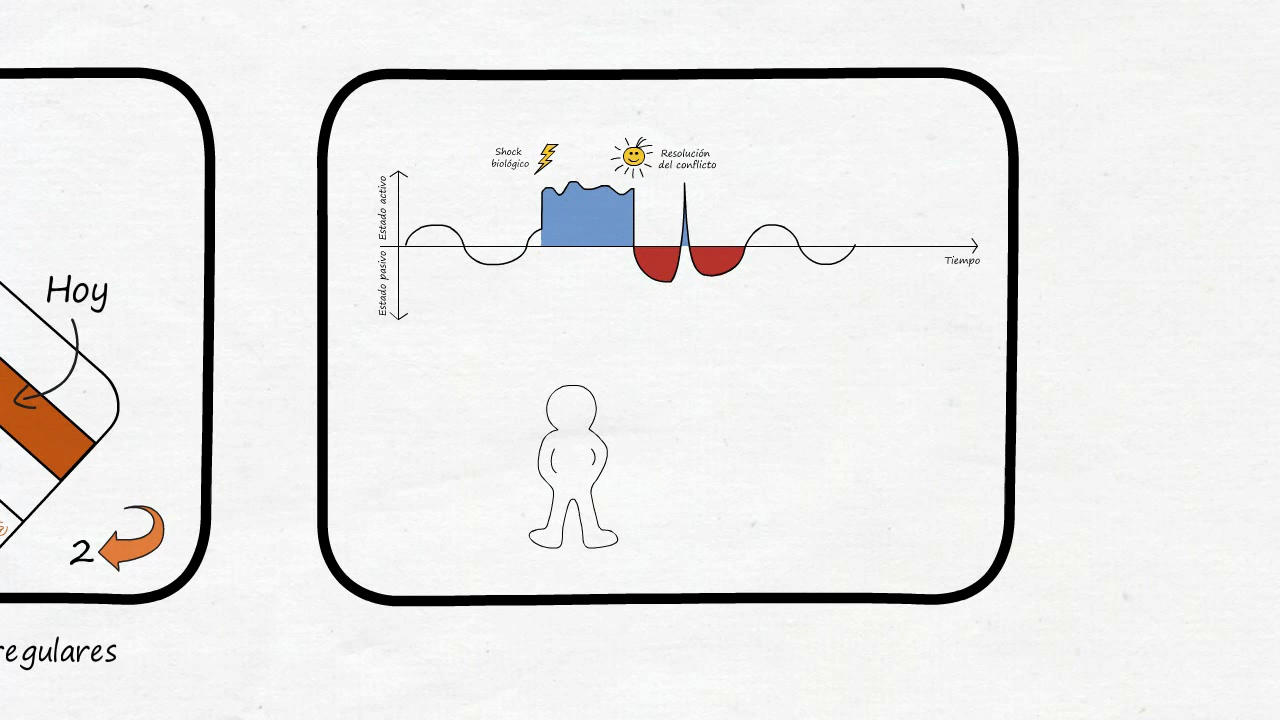 Hoy
2
regulares
Shock
biológico
Resolución
del conflicto
Estado activo
Estado pasivo
Tiempo